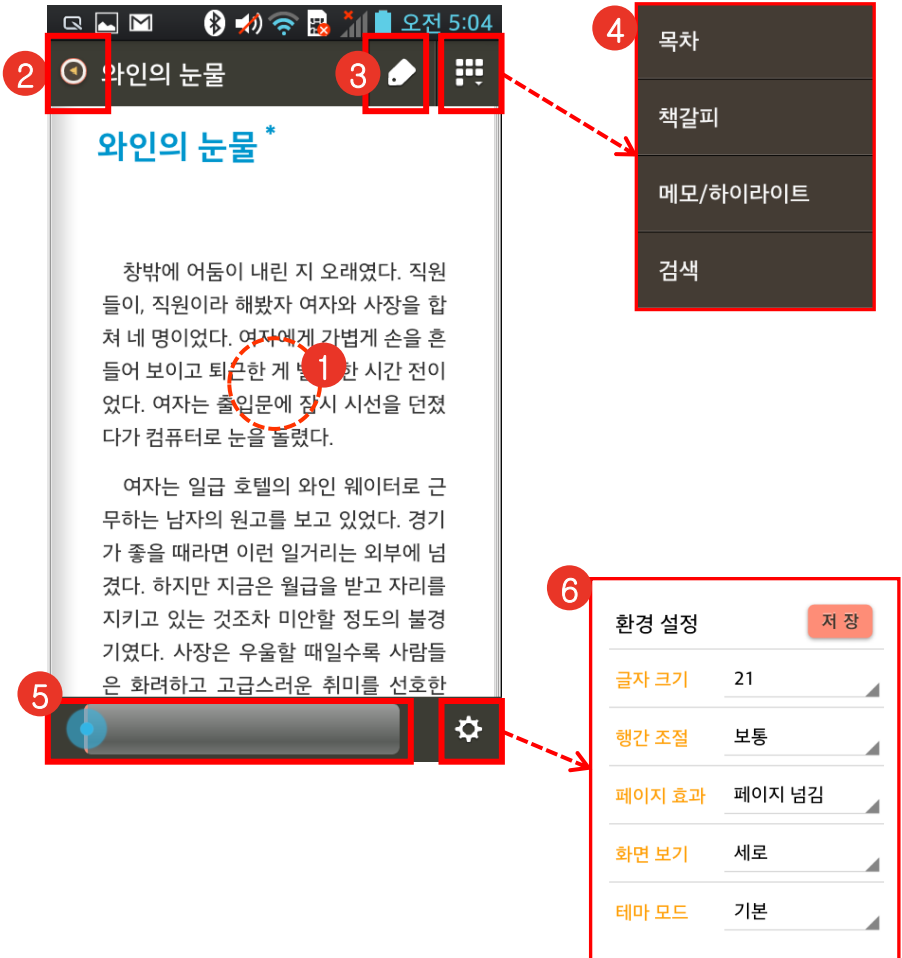 오전 5:04
2
와인의 눈물
3
4
목차
책갈피
메모/하이라이트
검색
와인의 눈물*
창밖에 어둠이 내린 지 오래였다. 직원
들이, 직원이라 해봤자 여자와 사장을 합
쳐 네 명이었다. 여자에게 가볍게 손을 흔
들어 보이고 퇴근한 게 한 시간 전이
1
었다. 여자는 출입문에 잠시 시선을 던졌
다가 컴퓨터로 눈을 돌렸다.
여자는 일급 호텔의 와인 웨이터로 근
무하는 남자의 원고를 보고 있었다. 경기
가 좋을 때라면 이런 일거리는 외부에 넘
겼다. 하지만 지금은 월급을 받고 자리를
지키고 있는 것조차 미안할 정도의 불경
기였다. 사장은 우울할 때일수록 사람들
은 화려하고 고급스러운 취미를 선호한
5
6
환경 설정
저 장
글자 크기 21
행간 조절 보통
페이지 효과 페이지 넘김
화면 보기 세로
테마 모드 기본